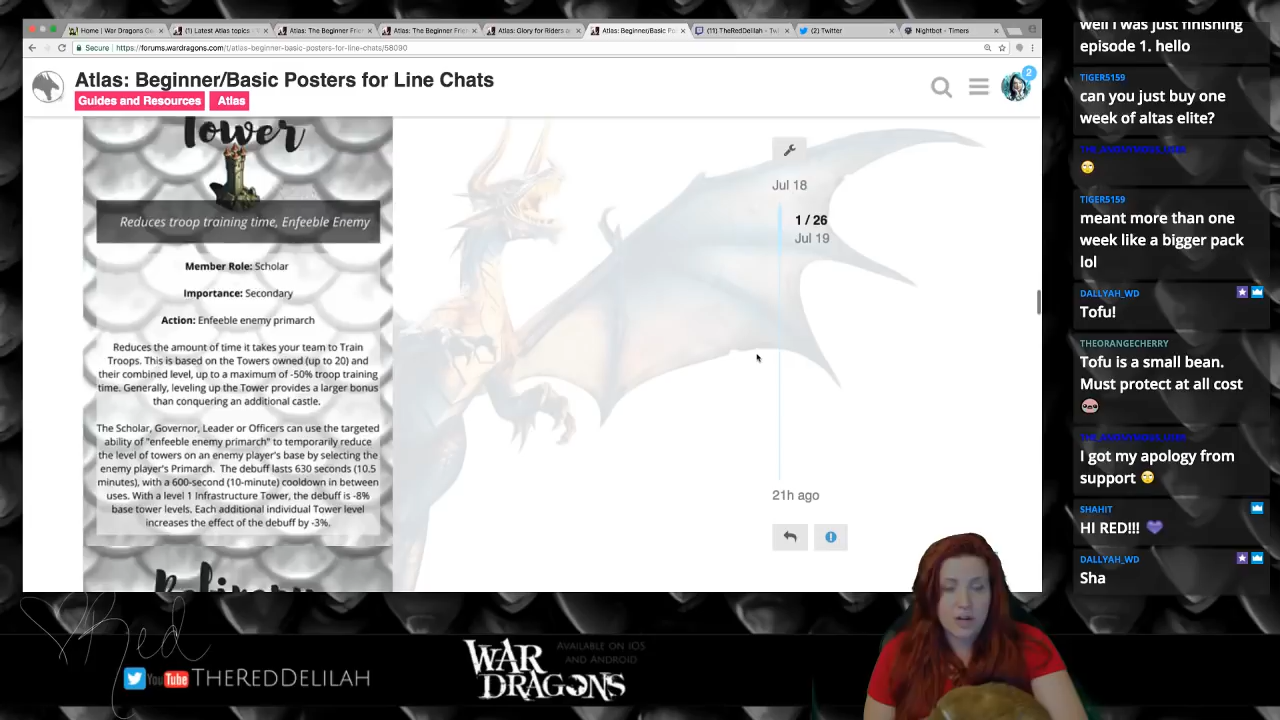 Home | War Dragons Ge
(1) Latest Atlas topics
Atlas: The Beginner Frie
Atlas: The Beginner Frie
Atlas: Glory for Riders a
Atlas: Beginner/Basic Po
(11) TheRedDelilah - Twi
(2) Twitter
Nightbot - Timers
Secure | https://forums.wardragons.com/t/atlas-beginner-basic-posters-for-line-chats/58090
Atlas: Beginner/Basic Posters for Line Chats
Guides and Resources Atlas
2
Tower
Reduces troop training time, Enfeeble Enemy
Member Role: Scholar
Importance: Secondary
Action: Enfeeble enemy primarch
Reduces the amount of time it takes your team to Train
Troops. This is based on the Towers owned (up to 20) and
their combined level, up to a maximum of -50% troop training
time. Generally, leveling up the Tower provides a larger bonus
than conquering an additional castle.
The Scholar, Governor, Leader or Officers can use the targeted
ability of "enfeeble enemy primarch" to temporarily reduce
the level of towers on an enemy player's base by selecting the
enemy player's Primarch. The debuff lasts 630 seconds (10.5
minutes), with a 600-second (10-minute) cooldown in between
uses. With a level 1 Infrastructure Tower, the debuff is -8%
base tower levels. Each additional individual Tower level
increases the effect of the debuff by -3%.
Jul 18
1 / 26
Jul 19
21h ago
well I was just finishing
episode 1. hello
TIGER5159
can you just buy one
week of altas elite?
THE_ANONYMOUS_LYNX
TIGER5159
meant more than one
week like a bigger pack
lol
DALLYAH_WD
Tofu!
THEORANGECHERRY
Tofu is a small bean.
Must protect at all cost
I got my apology from
support
SHAHIT
HI RED!!!
DALLYAH_WD
Sha
Red
YouTube THEREDDELILAH
WAR
DRAGONS
AVAILABLE ON IOS
AND ANDROID